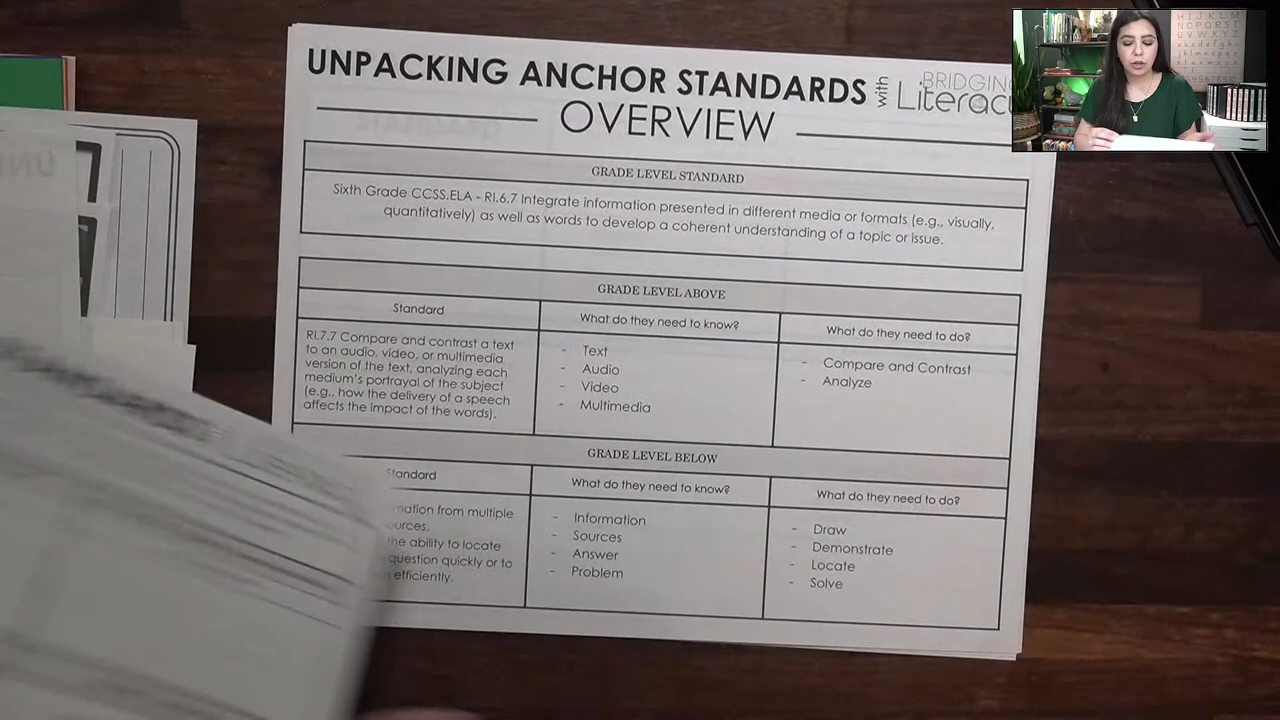 UNPACKING ANCHOR STANDARDS with BRIDGING Literac
OVERVIEW
GRADE LEVEL STANDARD
Sixth Grade CCSS.ELA - RI.6.7 Integrate information presented in different media or formats (e.g., visually,
quantitatively) as well as words to develop a coherent understanding of a topic or issue.
GRADE LEVEL ABOVE
Standard
What do they need to know?
What do they need to do?
RI.7.7 Compare and contrast a text
to an audio, video, or multimedia
version of the text, analyzing each
medium's portrayal of the subject
(e.g., how the delivery of a speech
affects the impact of the words).
- Text
- Audio
- Video
- Multimedia
- Compare and Contrast
- Analyze
GRADE LEVEL BELOW
Standard
What do they need to know?
What do they need to do?
mation from multiple
ources,
the ability to locate
question quickly or to
efficiently.
- Information
- Sources
- Answer
- Problem
- Draw
- Demonstrate
- Locate
- Solve
H I J K L M
N O P Q R S T
U V W X Y Z